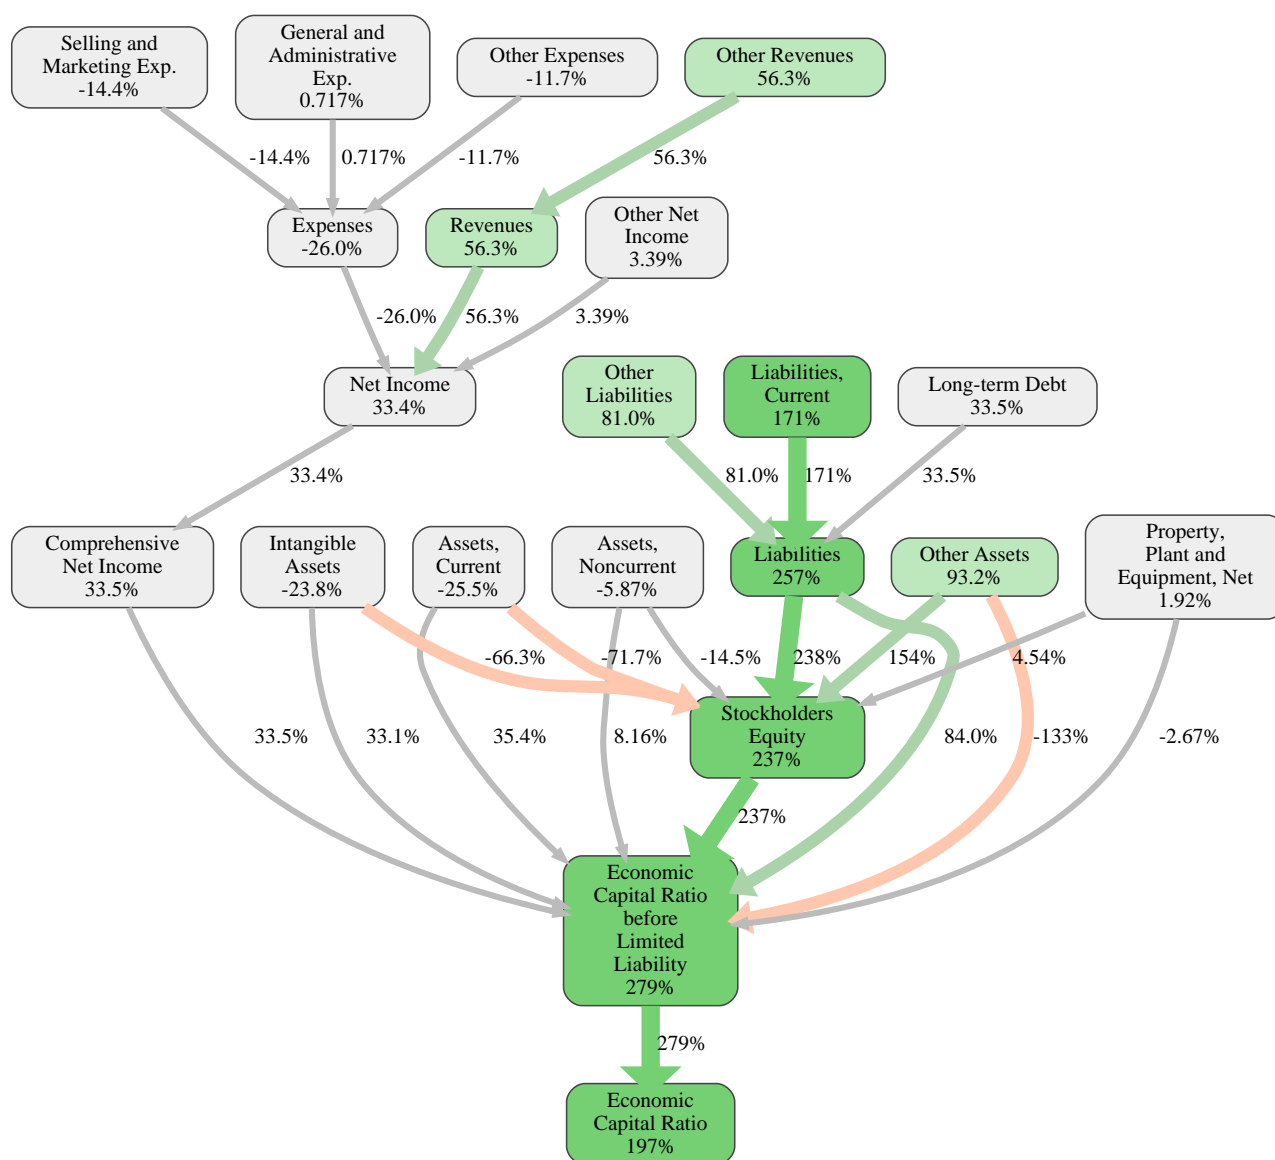 Selling and
Marketing Exp.
-14.4%
General and
Administrative
Exp.
0.717%
Other Expenses
-11.7%
Other Revenues
56.3%
-14.4%
0.717%
-11.7%
56.3%
Expenses
-26.0%
Revenues
56.3%
Other Net
Income
3.39%
-26.0%
56.3%
3.39%
Net Income
33.4%
Other
Liabilities
81.0%
Liabilities,
Current
171%
Long-term Debt
33.5%
33.4%
81.0%
171%
33.5%
Comprehensive
Net Income
33.5%
Intangible
Assets
-23.8%
Assets,
Current
-25.5%
Assets,
Noncurrent
-5.87%
Liabilities
257%
Other Assets
93.2%
Property,
Plant and
Equipment, Net
1.92%
-66.3%
-71.7%
-14.5%
238%
154%
4.54%
Stockholders
Equity
237%
33.5%
33.1%
35.4%
8.16%
84.0%
-133%
-2.67%
237%
Economic
Capital Ratio
before
Limited
Liability
279%
279%
Economic
Capital Ratio
197%